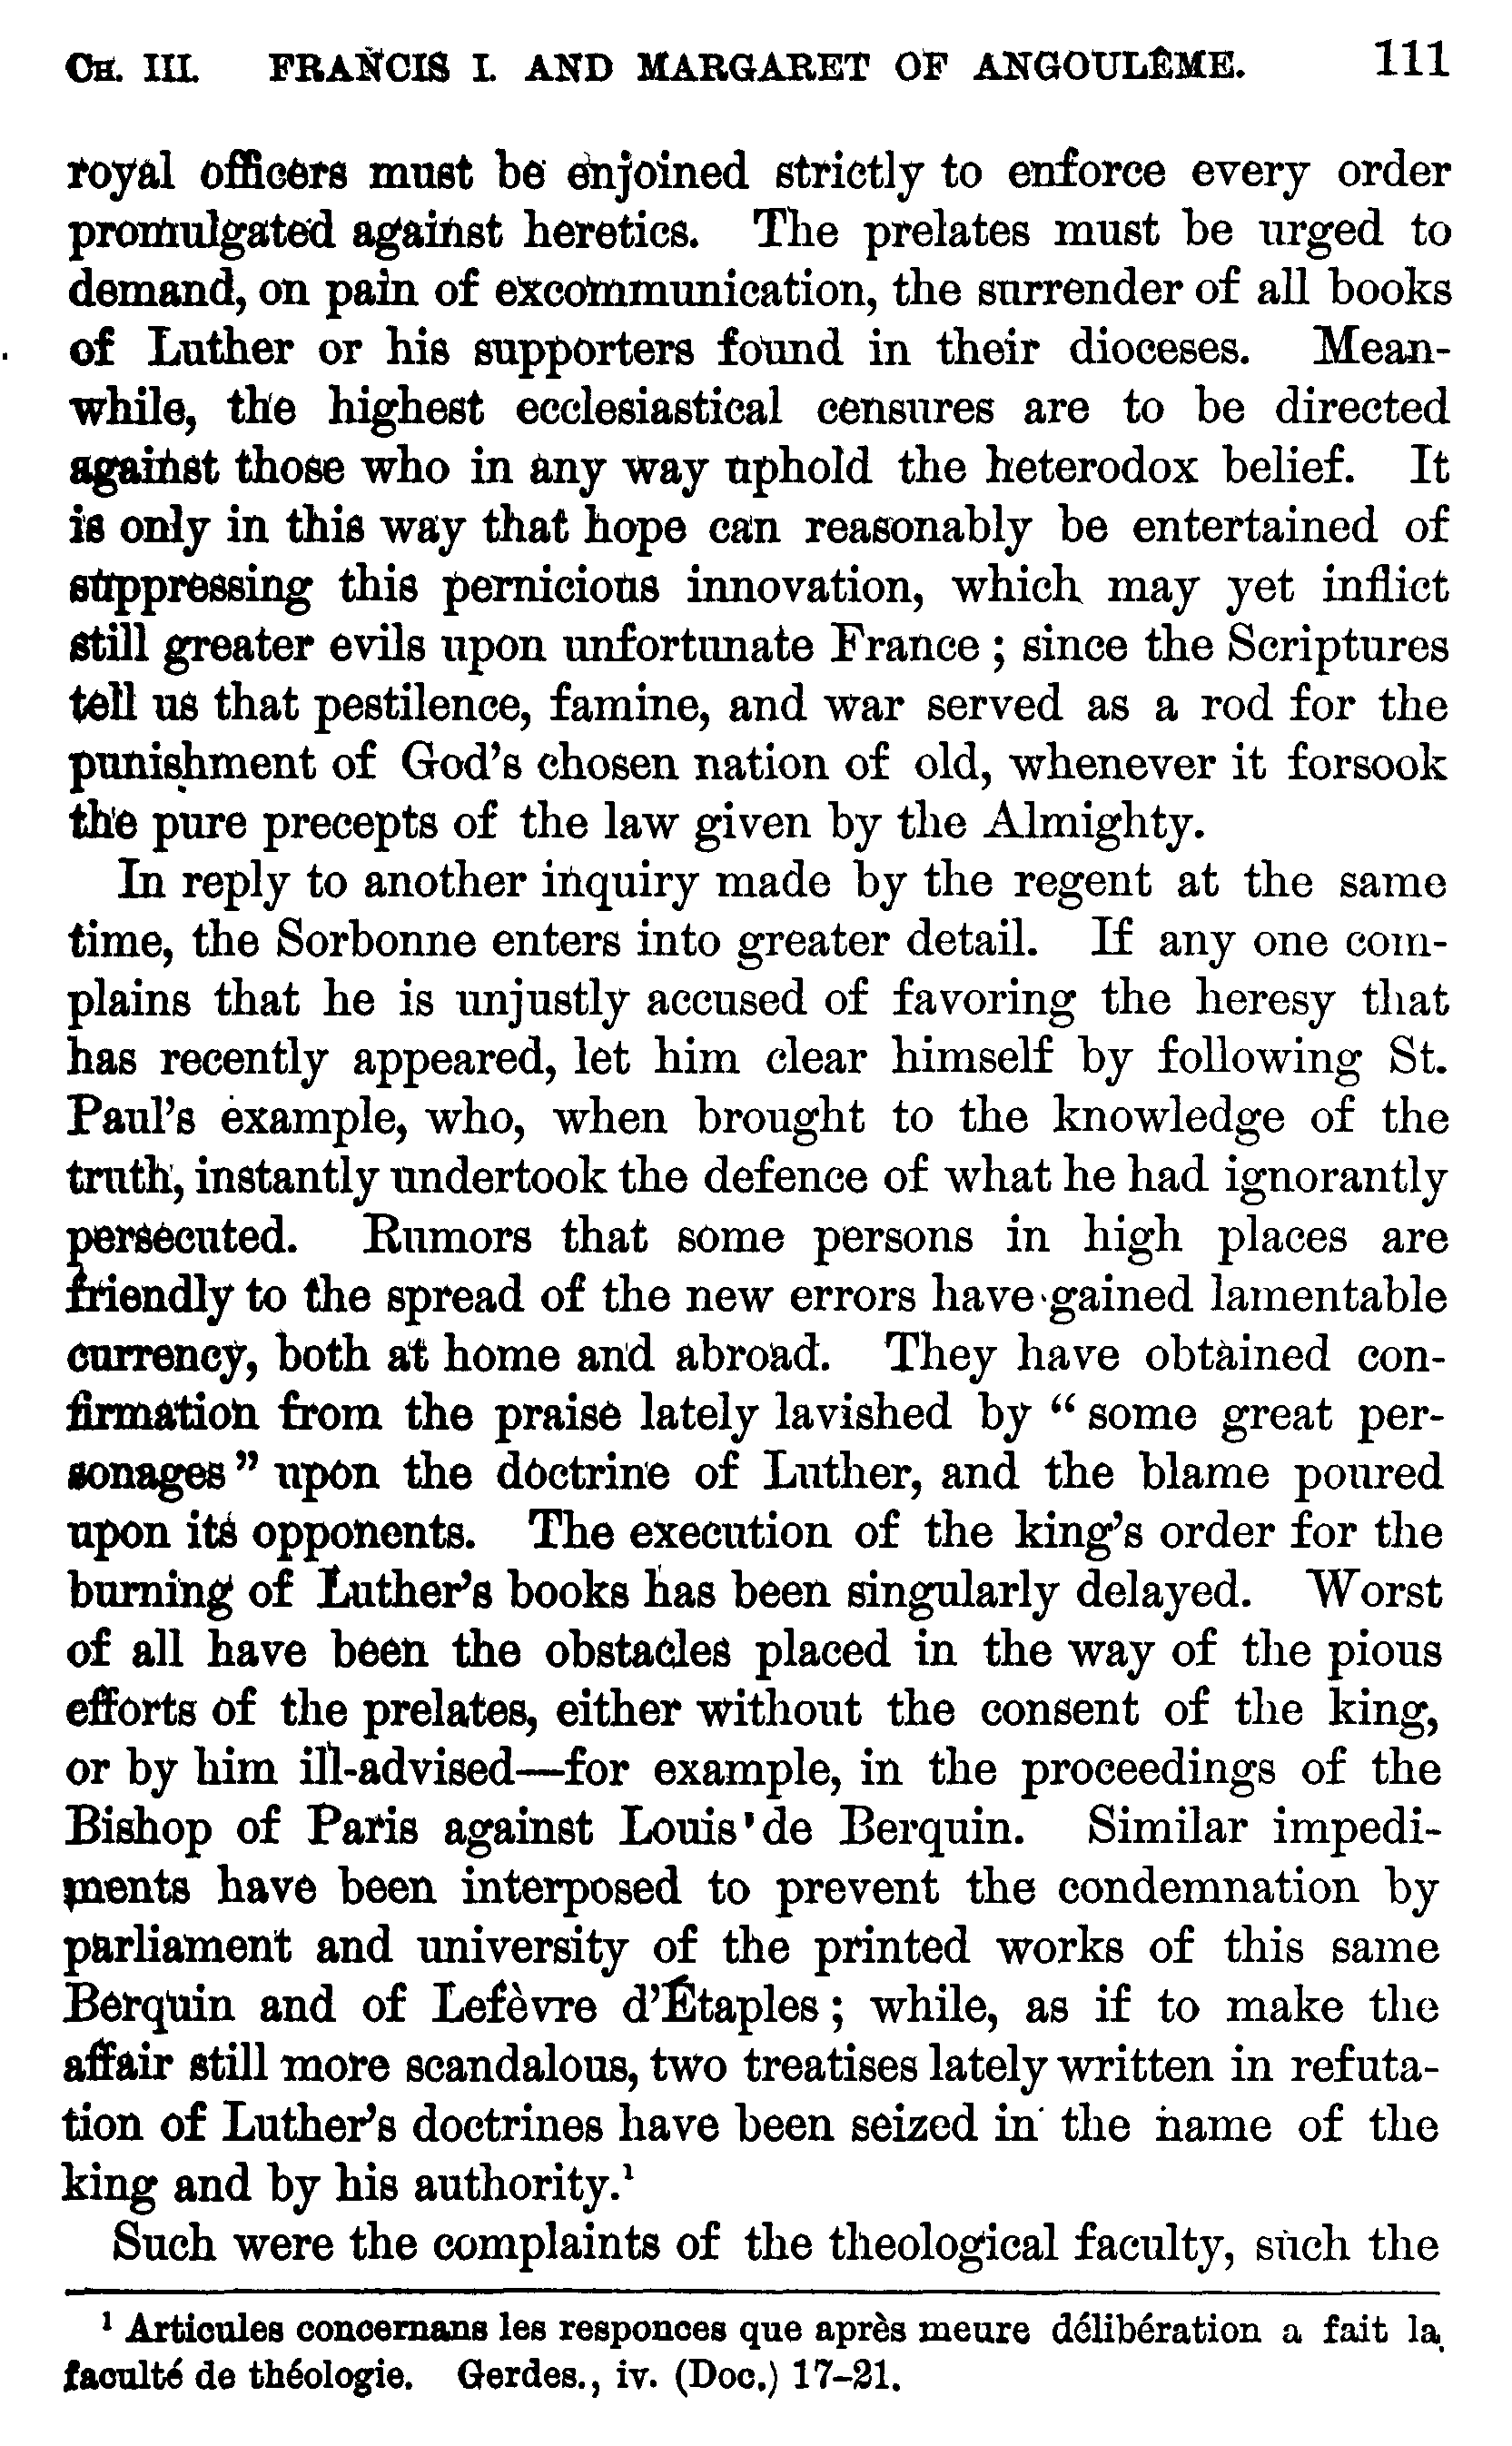 CH. III. FRANCIS I. AND MARGARET OF ANGOULÊME. 111
royal officers must be enjoined strictly to enforce every order
promulgated against heretics. The prelates must be urged to
demand, on pain of excommunication, the surrender of all books
of Luther or his supporters found in their dioceses. Mean-
while, the highest ecclesiastical censures are to be directed
against those who in any way uphold the heterodox belief. It
is only in this way that hope can reasonably be entertained of
suppressing this pernicious innovation, which may yet inflict
still greater evils upon unfortunate France; since the Scriptures
tell us that pestilence, famine, and war served as a rod for the
punishment of God's chosen nation of old, whenever it forsook
the pure precepts of the law given by the Almighty.
In reply to another inquiry made by the regent at the same
time, the Sorbonne enters into greater detail. If any one com-
plains that he is unjustly accused of favoring the heresy that
has recently appeared, let him clear himself by following St.
Paul's example, who, when brought to the knowledge of the
truth, instantly undertook the defence of what he had ignorantly
persecuted. Rumors that some persons in high places are
friendly to the spread of the new errors have gained lamentable
currency, both at home and abroad. They have obtained con-
firmation from the praise lately lavished by "some great per-
sonages" upon the doctrine of Luther, and the blame poured
upon its opponents. The execution of the king's order for the
burning of Luther's books has been singularly delayed. Worst
of all have been the obstacles placed in the way of the pious
efforts of the prelates, either without the consent of the king,
or by him ill-advised—for example, in the proceedings of the
Bishop of Paris against Louis de Berquin. Similar impedi-
ments have been interposed to prevent the condemnation by
parliament and university of the printed works of this same
Berquin and of Lefèvre d'Étaples; while, as if to make the
affair still more scandalous, two treatises lately written in refuta-
tion of Luther's doctrines have been seized in the name of the
king and by his authority.¹
Such were the complaints of the theological faculty, such the
¹ Articules concernans les responces que après meure délibération a fait la
faculté de théologie. Gerdes., iv. (Doc.) 17-21.